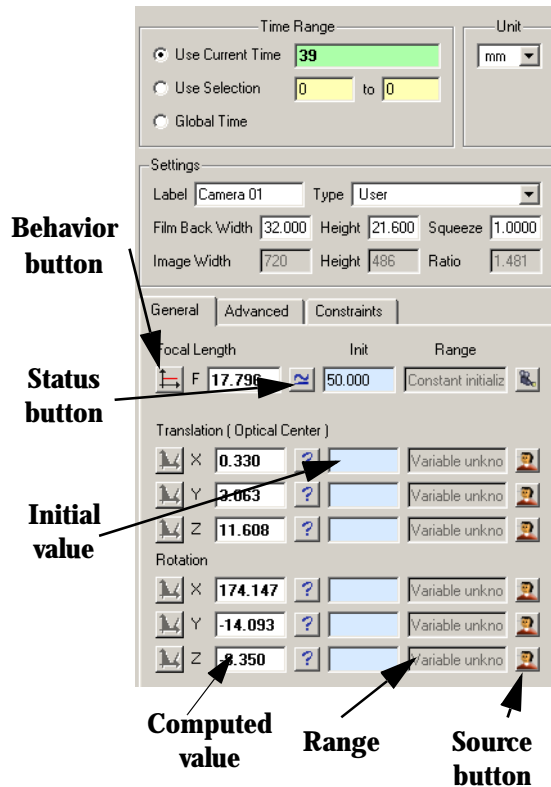 Time Range
Unit
Use Current Time 39
mm
Use Selection 0 to 0
Global Time
Settings
Label Camera 01 Type User
Film Back Width 32.000 Height 21.600 Squeeze 1.0000
Image Width 720 Height 486 Ratio 1.481
Behavior
button
General Advanced Constraints
Focal Length Init Range
F 17.796 50.000 Constant initializ
Status
button
Translation ( Optical Center )
X 0.330 ? Variable unkno
Y 3.063 ? Variable unkno
Z 11.608 ? Variable unkno
Initial
value
Rotation
X 174.147 ? Variable unkno
Y -14.093 ? Variable unkno
Z -8.350 ? Variable unkno
Computed
value
Range
Source
button